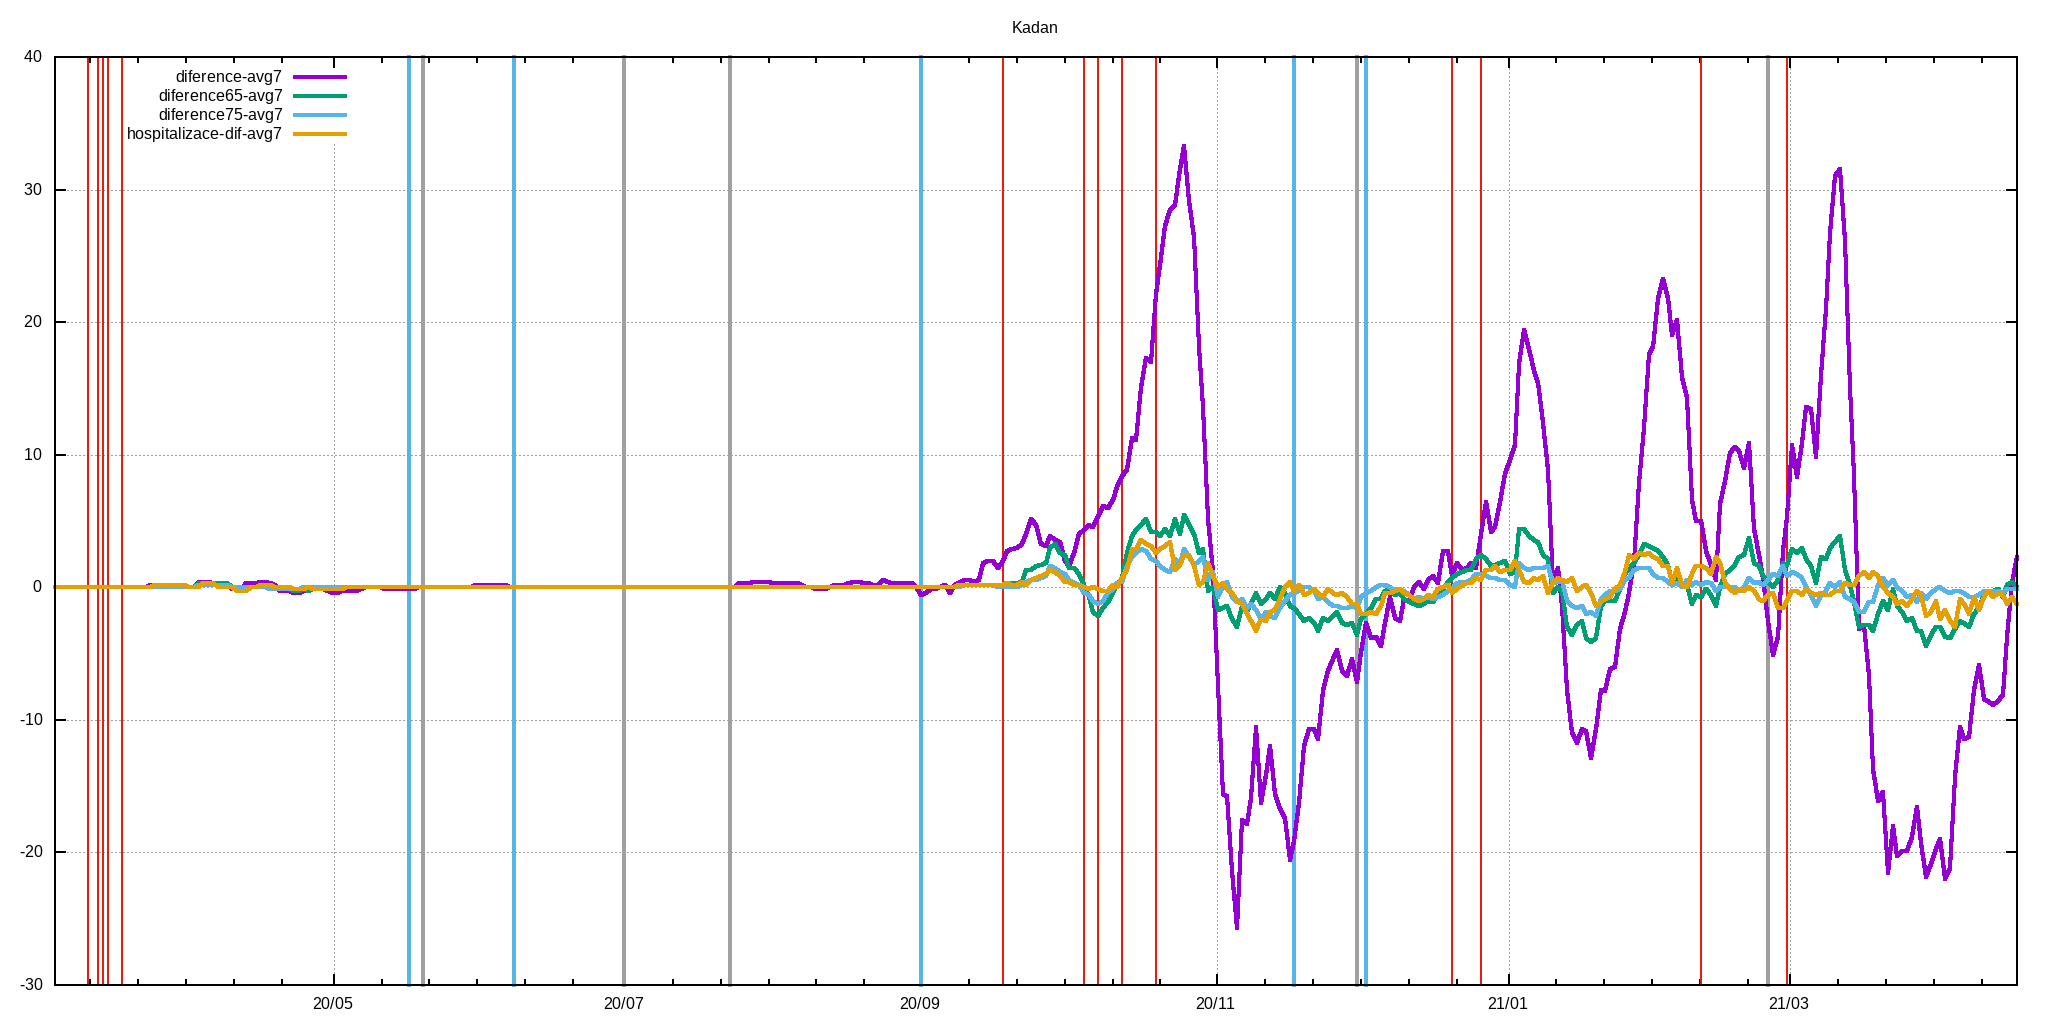 Kadan
40
diference-avg7
diference65-avg7
diference75-avg7
hospitalizace-dif-avg7
30
20
10
0
-10
-20
-30
20/05 20/07 20/09 20/11 21/01 21/03